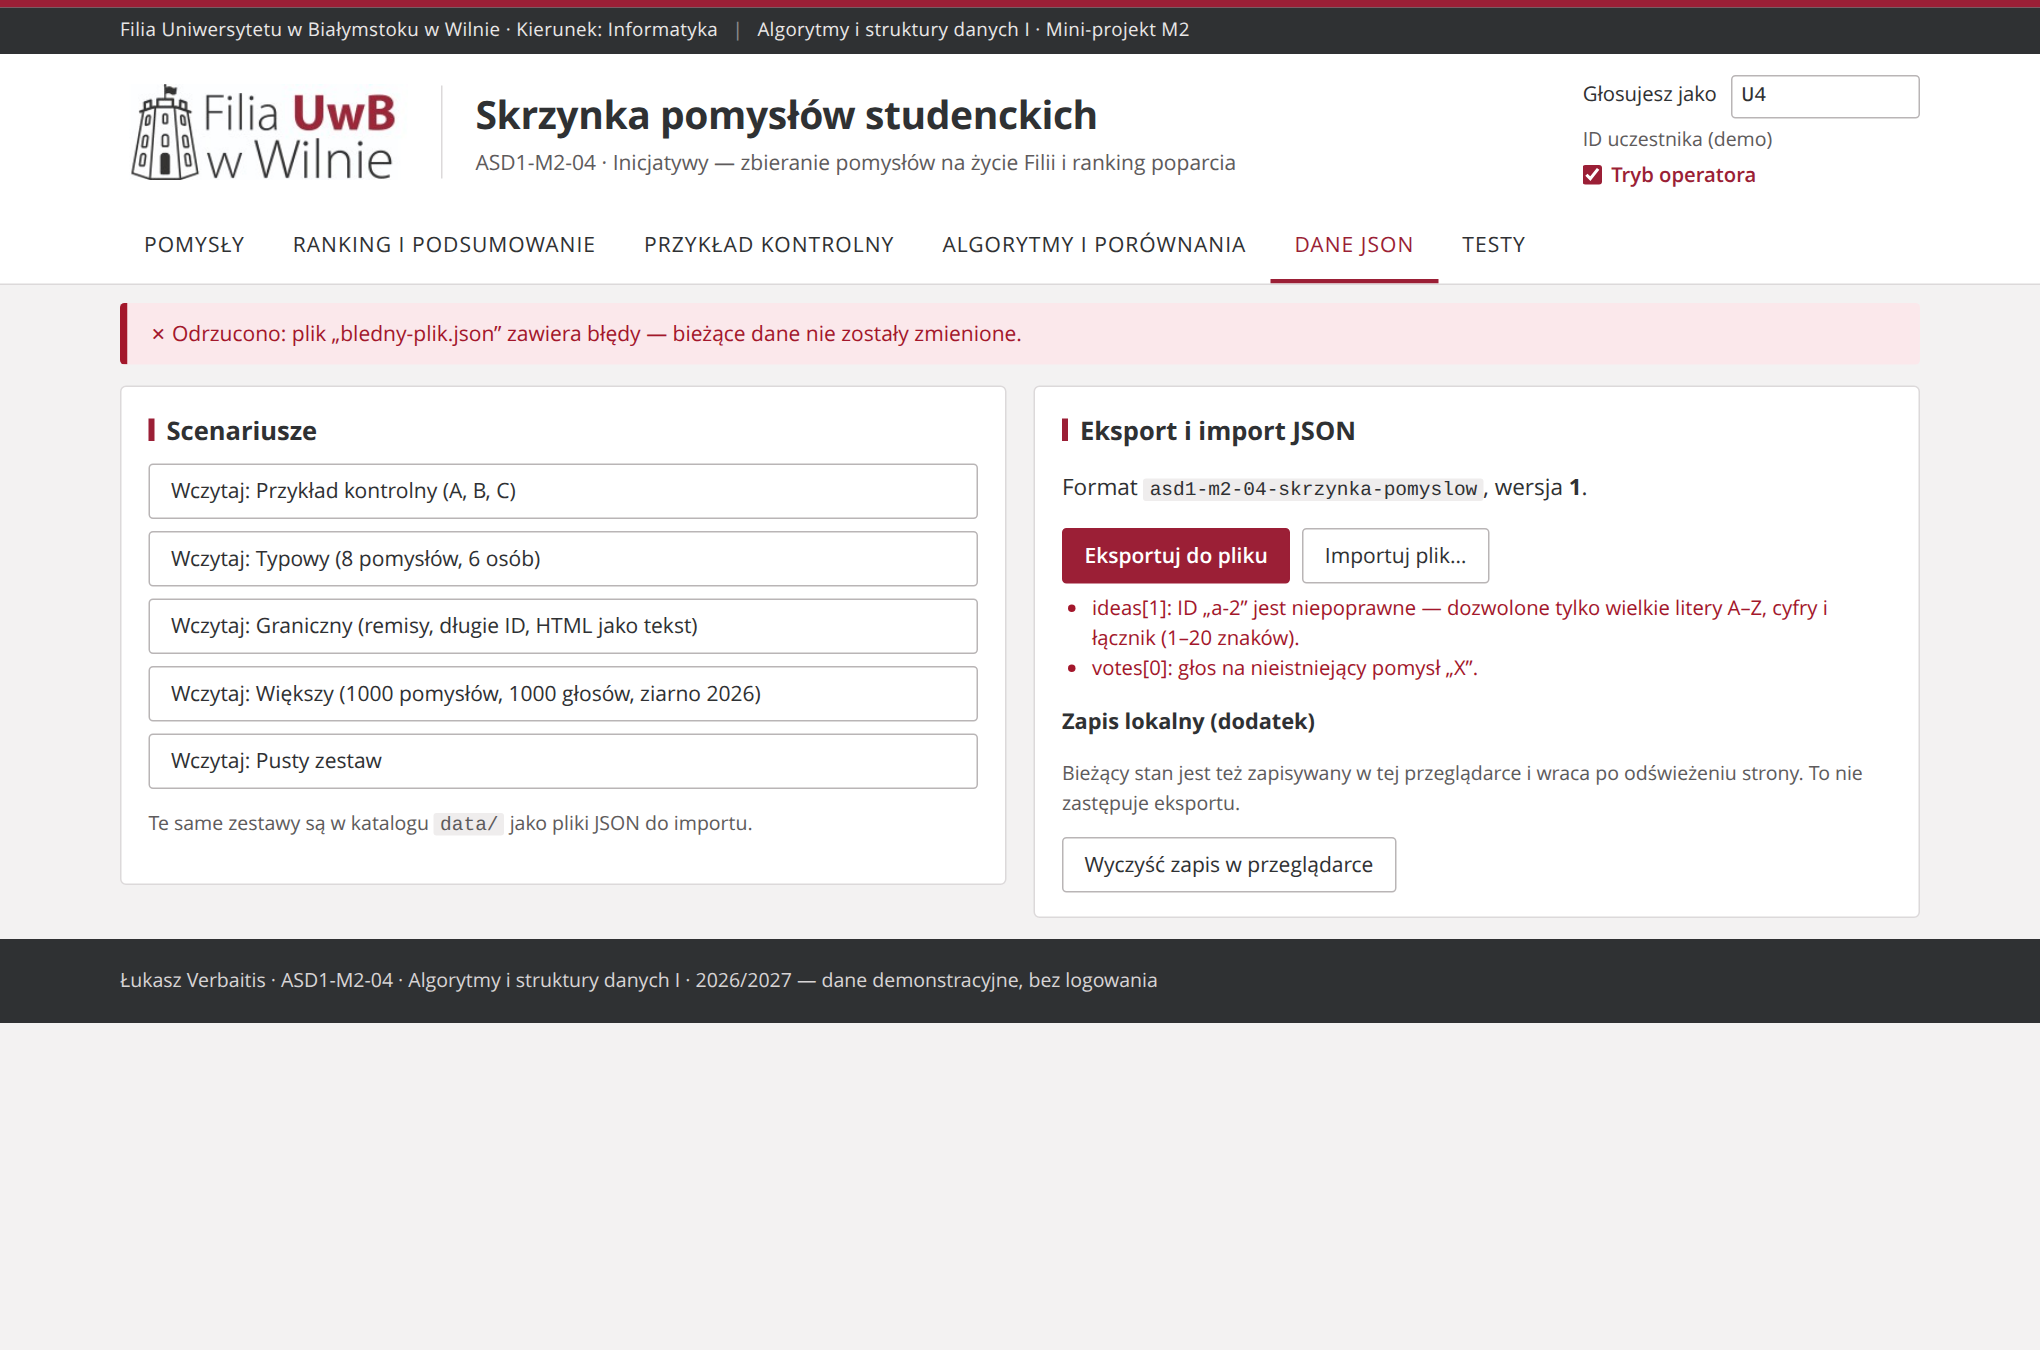 Filia Uniwersytetu w Białymstoku w Wilnie · Kierunek: Informatyka | Algorytmy i struktury danych I · Mini-projekt M2
Filia UwB
w Wilnie
Skrzynka pomysłów studenckich
ASD1-M2-04 · Inicjatywy — zbieranie pomysłów na życie Filii i ranking poparcia
Głosujesz jako U4
ID uczestnika (demo)
Tryb operatora
POMYSŁY RANKING I PODSUMOWANIE PRZYKŁAD KONTROLNY ALGORYTMY I PORÓWNANIA DANE JSON TESTY
× Odrzucono: plik „bledny-plik.json” zawiera błędy — bieżące dane nie zostały zmienione.
Scenariusze
Wczytaj: Przykład kontrolny (A, B, C)
Wczytaj: Typowy (8 pomysłów, 6 osób)
Wczytaj: Graniczny (remisy, długie ID, HTML jako tekst)
Wczytaj: Większy (1000 pomysłów, 1000 głosów, ziarno 2026)
Wczytaj: Pusty zestaw
Te same zestawy są w katalogu data/ jako pliki JSON do importu.
Eksport i import JSON
Format asd1-m2-04-skrzynka-pomyslow, wersja 1.
Eksportuj do pliku Importuj plik...
• ideas[1]: ID „a-2” jest niepoprawne — dozwolone tylko wielkie litery A–Z, cyfry i
łącznik (1–20 znaków).
• votes[0]: głos na nieistniejący pomysł „X”.
Zapis lokalny (dodatek)
Bieżący stan jest też zapisywany w tej przeglądarce i wraca po odświeżeniu strony. To nie
zastępuje eksportu.
Wyczyść zapis w przeglądarce
Łukasz Verbaitis · ASD1-M2-04 · Algorytmy i struktury danych I · 2026/2027 — dane demonstracyjne, bez logowania